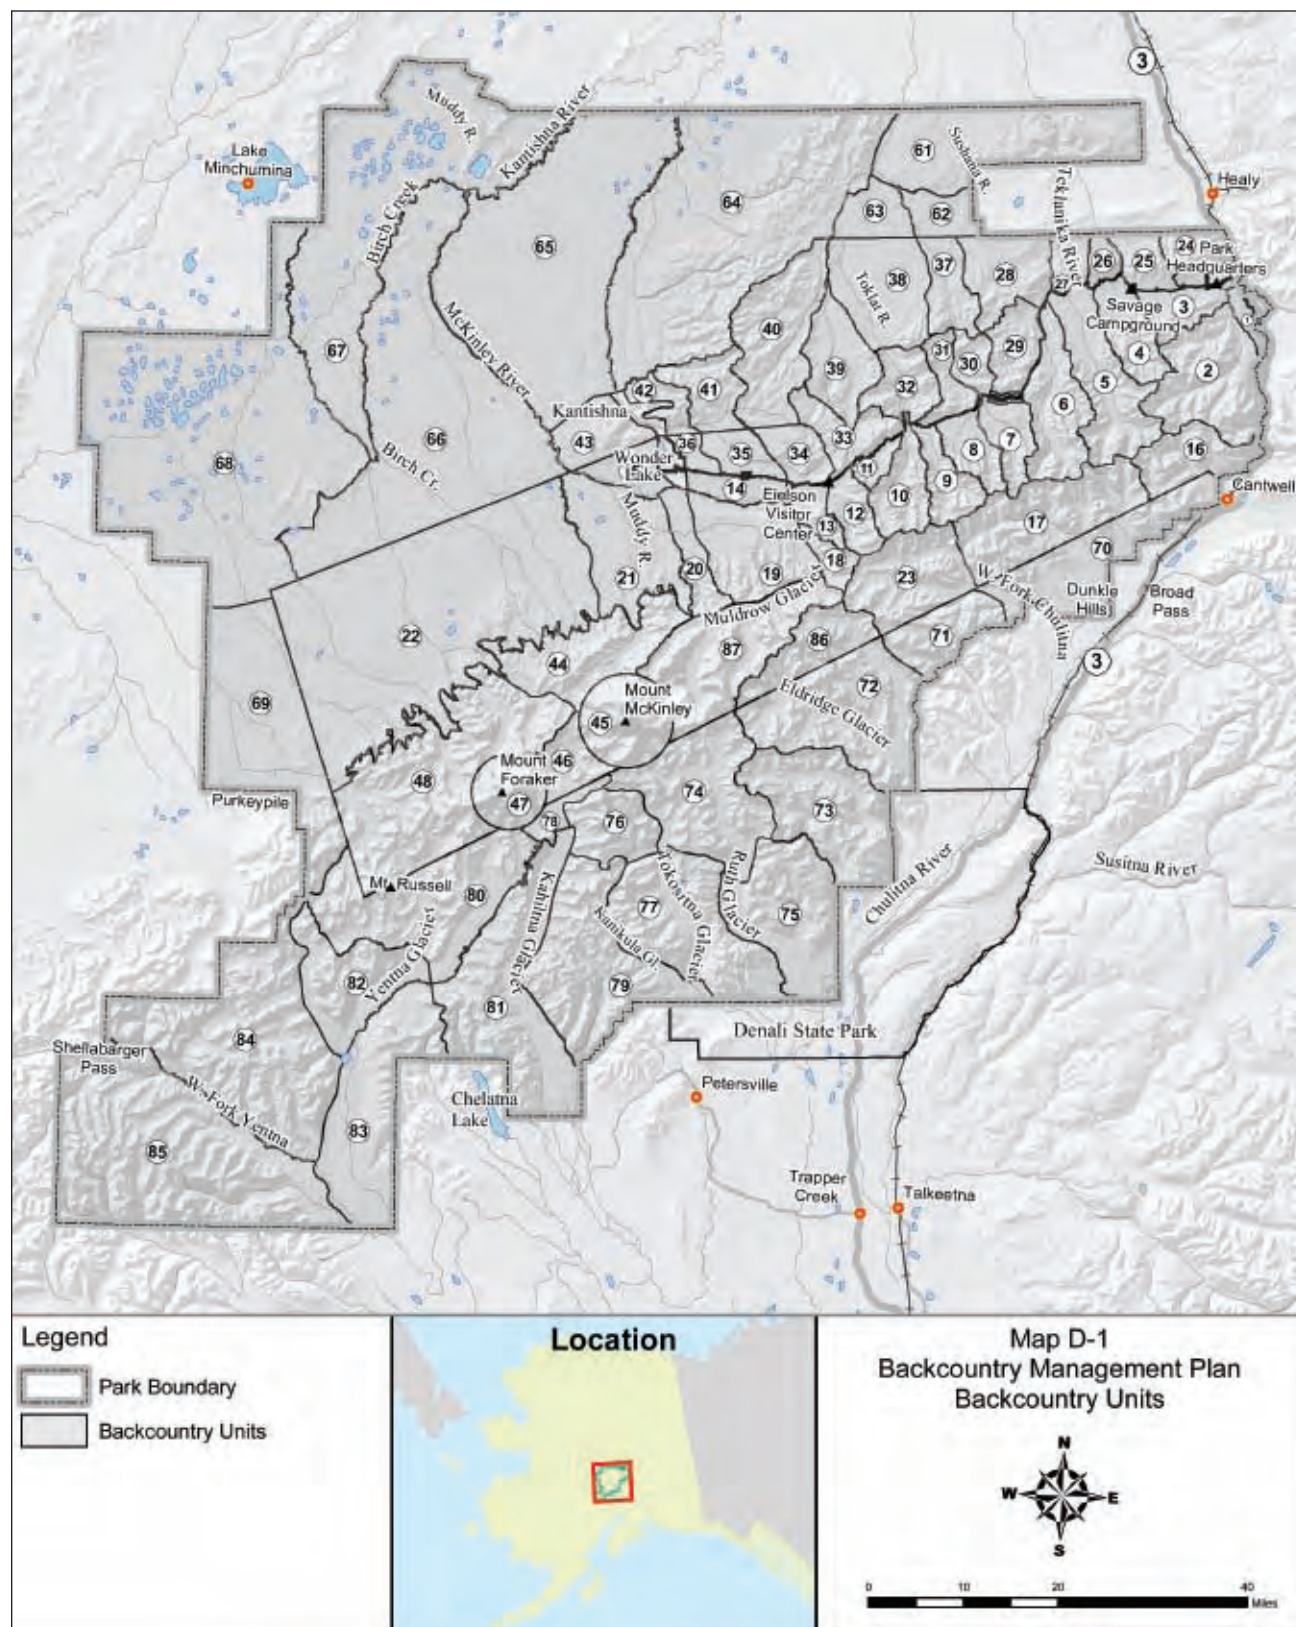 3
Muddy R.
Kantishna River
Lake
Minchumina
61
Sushana R.
Teklanika River
Healy
Birch Creek
64
63
62
65
24
Park
Headquarters
26
25
27
37
28
38
Toklat R.
3
1
Savage
Campground
McKinley River
40
67
31
29
30
4
2
39
32
5
42
41
6
Kantishna
43
33
66
36
35
34
7
8
16
Birch Cr.
68
Wonder
Lake
11
14
9
10
Cantwell
Eielson
Visitor
Center
12
13
17
Muddy R.
70
18
20
19
21
23
W. Fork Chulitna
Dunkle
Hills
Broad
Pass
Muldrow Glacier
22
86
71
87
44
3
69
Mount
McKinley
45
72
Eldridge Glacier
Mount
Foraker
46
48
47
74
Purkeypile
78
76
73
Mt. Russell
80
Kahiltna Glacier
Tokositna Glacier
Ruth Glacier
Chulitna River
Susitna River
77
75
Kanikula Gl.
82
Yentna Glacier
79
81
84
Denali State Park
Shellabarger
Pass
Petersville
Chelatna
Lake
W. Fork Yentna
83
85
Trapper
Creek
Talkeetna
Legend
Park Boundary
Backcountry Units
Location
Map D-1
Backcountry Management Plan
Backcountry Units
N
W
E
S
0
10
20
40
Miles